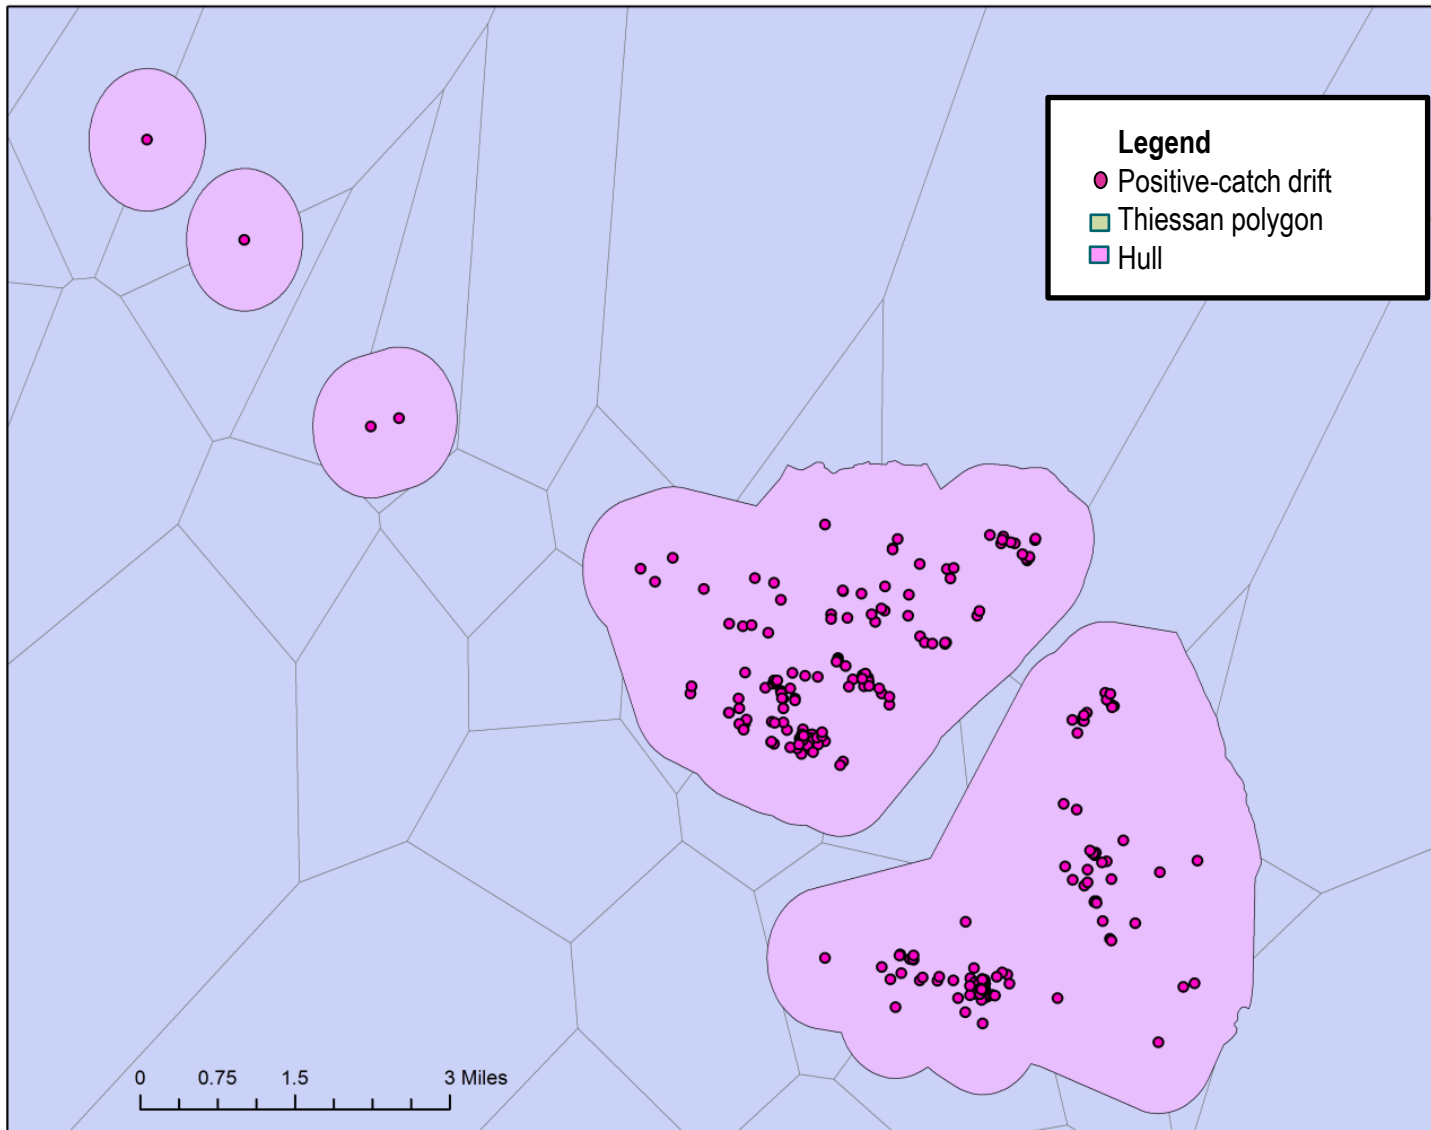 Legend
Positive-catch drift
Thiessan polygon
Hull
0 0.75 1.5 3 Miles